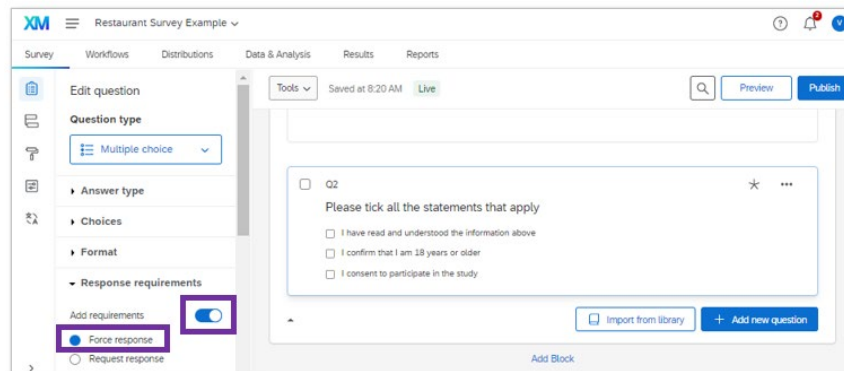 XM Restaurant Survey Example
2
V
Survey Workflows Distributions Data & Analysis Results Reports
Edit question
Question type
Multiple choice
Answer type
Choices
Format
Response requirements
Add requirements
Force response
Request response
Tools Saved at 8:20 AM Live Preview Publish
Q2
Please tick all the statements that apply
I have read and understood the information above
I confirm that I am 18 years or older
I consent to participate in the study
Import from library + Add new question
Add Block